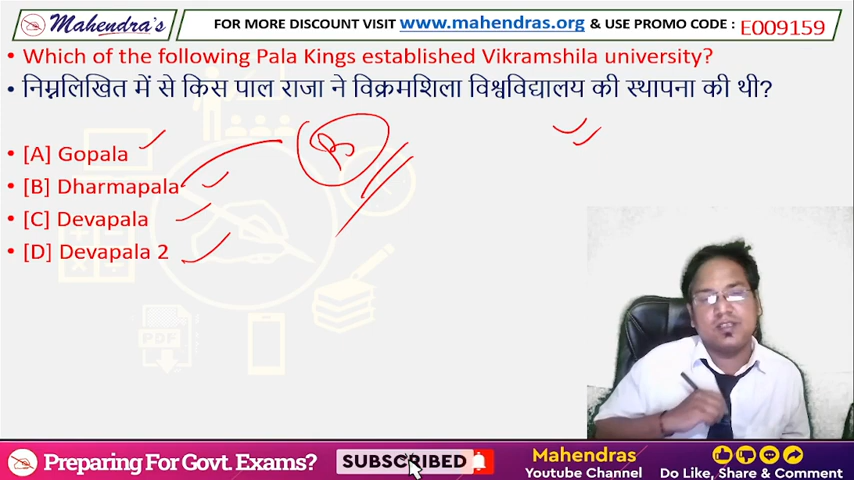 Mahendra's
FOR MORE DISCOUNT VISIT www.mahendras.org & USE PROMO CODE : E009159
• Which of the following Pala Kings established Vikramshila university?
• निम्नलिखित में से किस पाल राजा ने विक्रमशिला विश्वविद्यालय की स्थापना की थी?
• [A] Gopala
• [B] Dharmapala
• [C] Devapala
• [D] Devapala 2
B
PDF
Preparing For Govt. Exams?
SUBSCRIBED
Mahendras
YouTube Channel
Do Like, Share & Comment